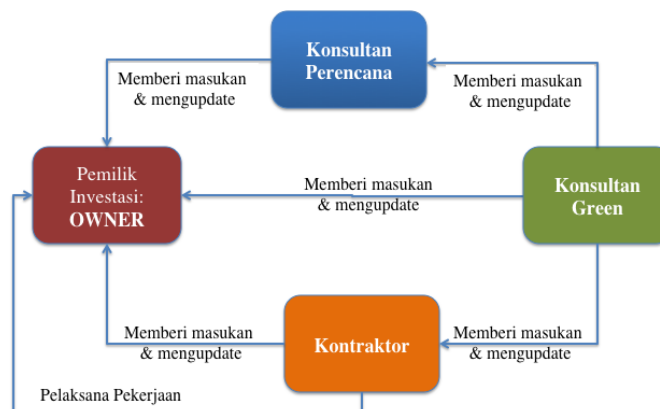 Konsultan
Perencana
Memberi masukan
& mengupdate
Memberi masukan
& mengupdate
Pemilik
Investasi:
OWNER
Memberi masukan
& mengupdate
Konsultan
Green
Memberi masukan
& mengupdate
Kontraktor
Memberi masukan
& mengupdate
Pelaksana Pekerjaan